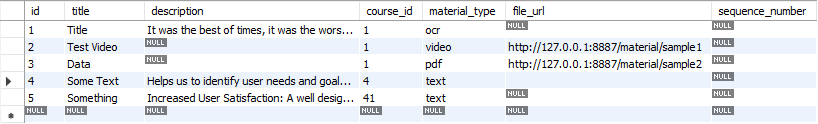 id title description course_id material_type file_url sequence_number
1 Title It was the best of times, it was the wors... 1 ocr NULL NULL
2 Test Video NULL 1 video http://127.0.0.1:8887/material/sample1 NULL
3 Data NULL 1 pdf http://127.0.0.1:8887/material/sample2 NULL
4 Some Text Helps us to identify user needs and goal... 4 text NULL
5 Something Increased User Satisfaction: A well desig... 41 text NULL NULL
NULL NULL NULL NULL NULL NULL NULL